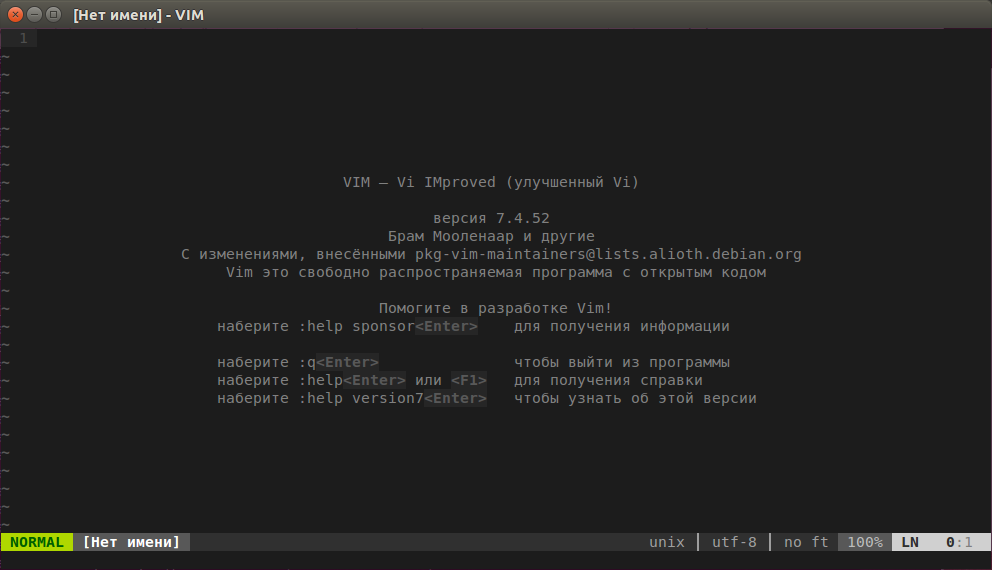 [Нет имени] - VIM
1
~
~
~
~
~
~
~
~ VIM — Vi IMproved (улучшенный Vi)
~
~ версия 7.4.52
~ Брам Мооленаар и другие
~ С изменениями, внесёнными pkg-vim-maintainers@lists.alioth.debian.org
~ Vim это свободно распространяемая программа с открытым кодом
~
~ Помогите в разработке Vim!
~ наберите :help sponsor<Enter> для получения информации
~
~ наберите :q<Enter> чтобы выйти из программы
~ наберите :help<Enter> или <F1> для получения справки
~ наберите :help version7<Enter> чтобы узнать об этой версии
~
~
~
~
~
~
~
NORMAL [Нет имени] unix | utf-8 | no ft 100% LN 0:1